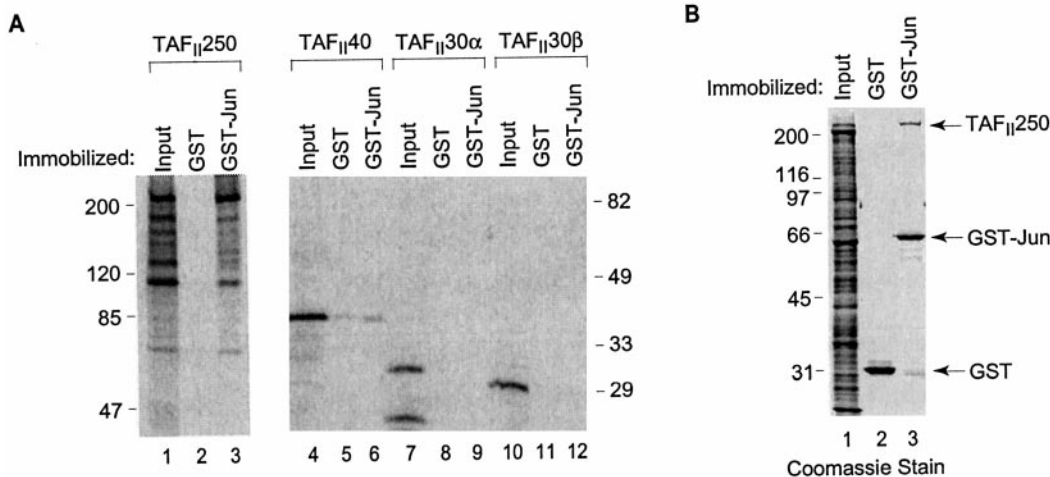 A
TAFII250
TAFII40 TAFII30α TAFII30β
Immobilized: Input GST GST-Jun Input GST GST-Jun Input GST GST-Jun Input GST GST-Jun
200
120
85
47
82
49
33
29
1 2 3 4 5 6 7 8 9 10 11 12
B
Immobilized: Input GST GST-Jun
200
116
97
66
45
31
TAFII250
GST-Jun
GST
1 2 3
Coomassie Stain